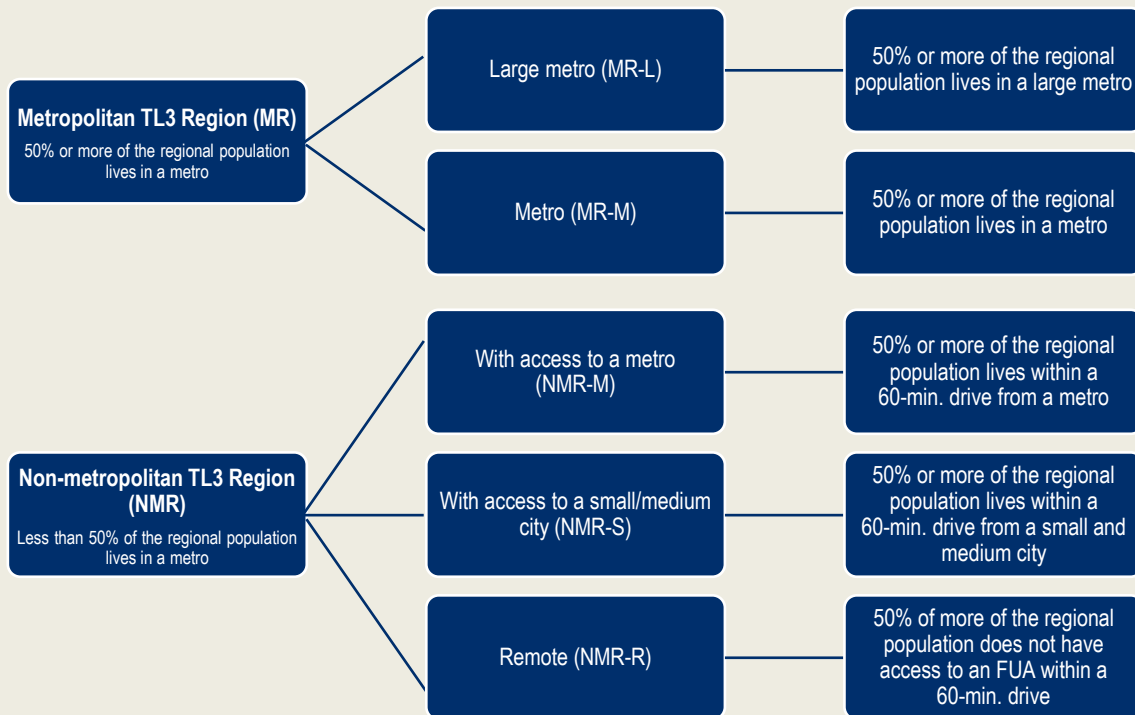 Metropolitan TL3 Region (MR)
50% or more of the regional population
lives in a metro
Large metro (MR-L)
50% or more of the regional
population lives in a large metro
Metro (MR-M)
50% or more of the regional
population lives in a metro
Non-metropolitan TL3 Region
(NMR)
Less than 50% of the regional population
lives in a metro
With access to a metro
(NMR-M)
50% or more of the regional
population lives within a
60-min. drive from a metro
With access to a small/medium
city (NMR-S)
50% or more of the regional
population lives within a
60-min. drive from a small and
medium city
Remote (NMR-R)
50% of more of the regional
population does not have
access to an FUA within a
60-min. drive